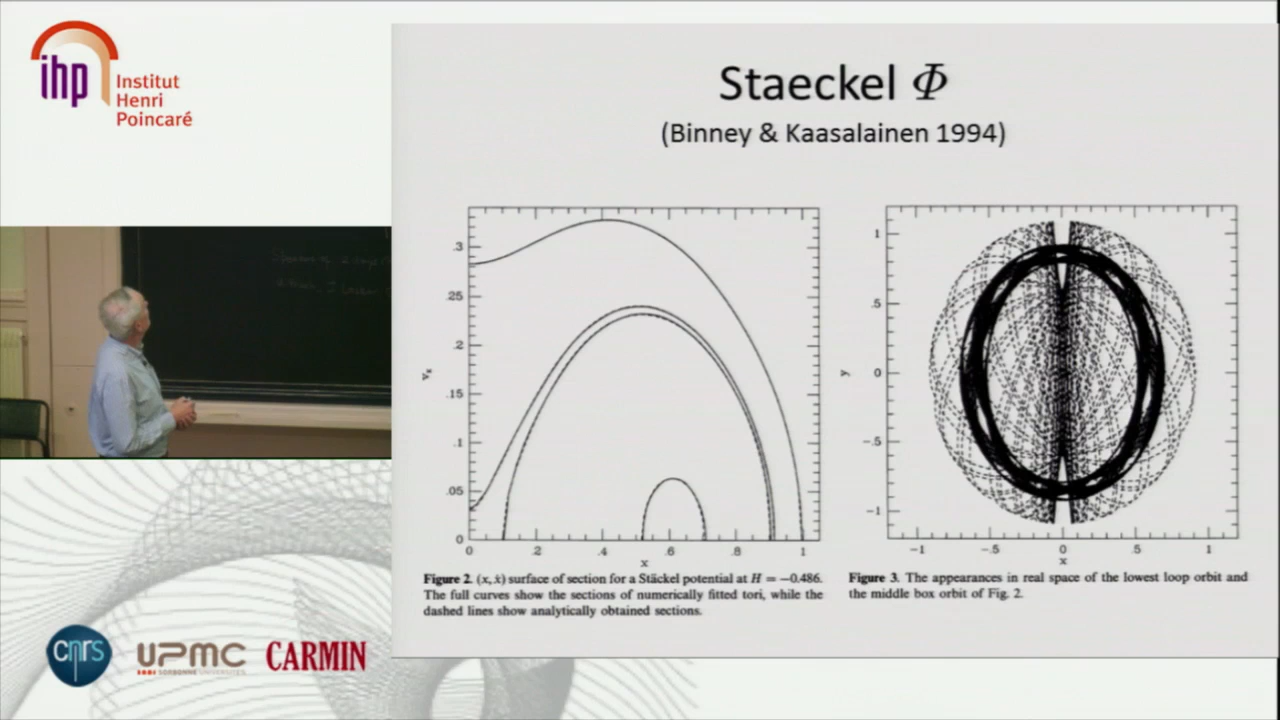 ihp
Institut
Henri
Poincaré
Staeckel Φ
(Binney & Kaasalainen 1994)
.3
.25
.2
.15
.1
.05
0
v_x
0 .2 .4 .6 .8 1
x
1
.5
0
-.5
-1
y
-1 -.5 0 .5 1
x
Figure 2. (x, ẋ) surface of section for a Stäckel potential at H = −0.486.
The full curves show the sections of numerically fitted tori, while the
dashed lines show analytically obtained sections.
Figure 3. The appearances in real space of the lowest loop orbit and
the middle box orbit of Fig. 2.
cnrs
UPMC
SORBONNE UNIVERSITÉS
CARMIN